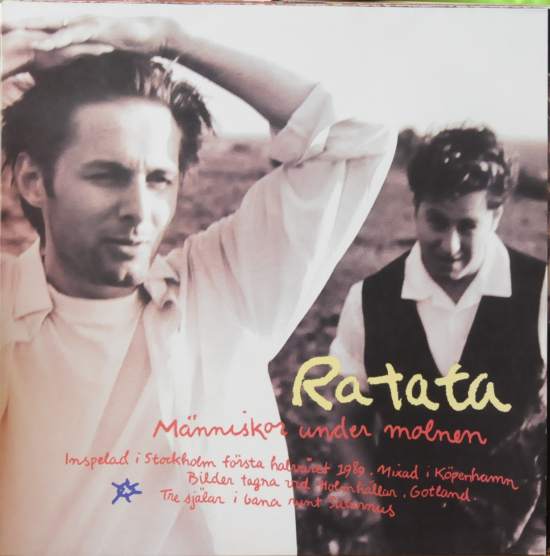 Ratata
Människor under molnen
Inspelad i Stockholm första halvåret 1989. Mixad i Köpenhamn
Bilder tagna vid Holmhällar, Gotland.
Tre själar i bana runt Saturnus